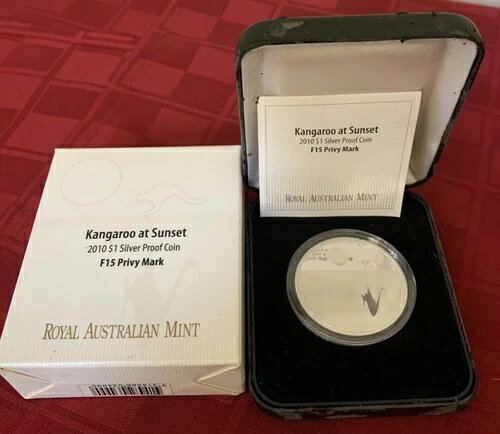 Kangaroo at Sunset
2010 $1 Silver Proof Coin
F15 Privy Mark
ROYAL AUSTRALIAN MINT
Kangaroo at Sunset
2010 $1 Silver Proof Coin
F15 Privy Mark
ROYAL AUSTRALIAN MINT